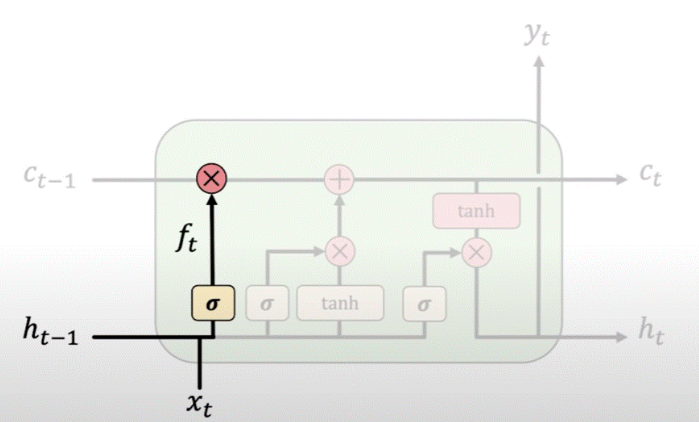 y_t
c_{t-1}
c_t
tanh
f_t
σ
σ
tanh
σ
h_{t-1}
h_t
x_t